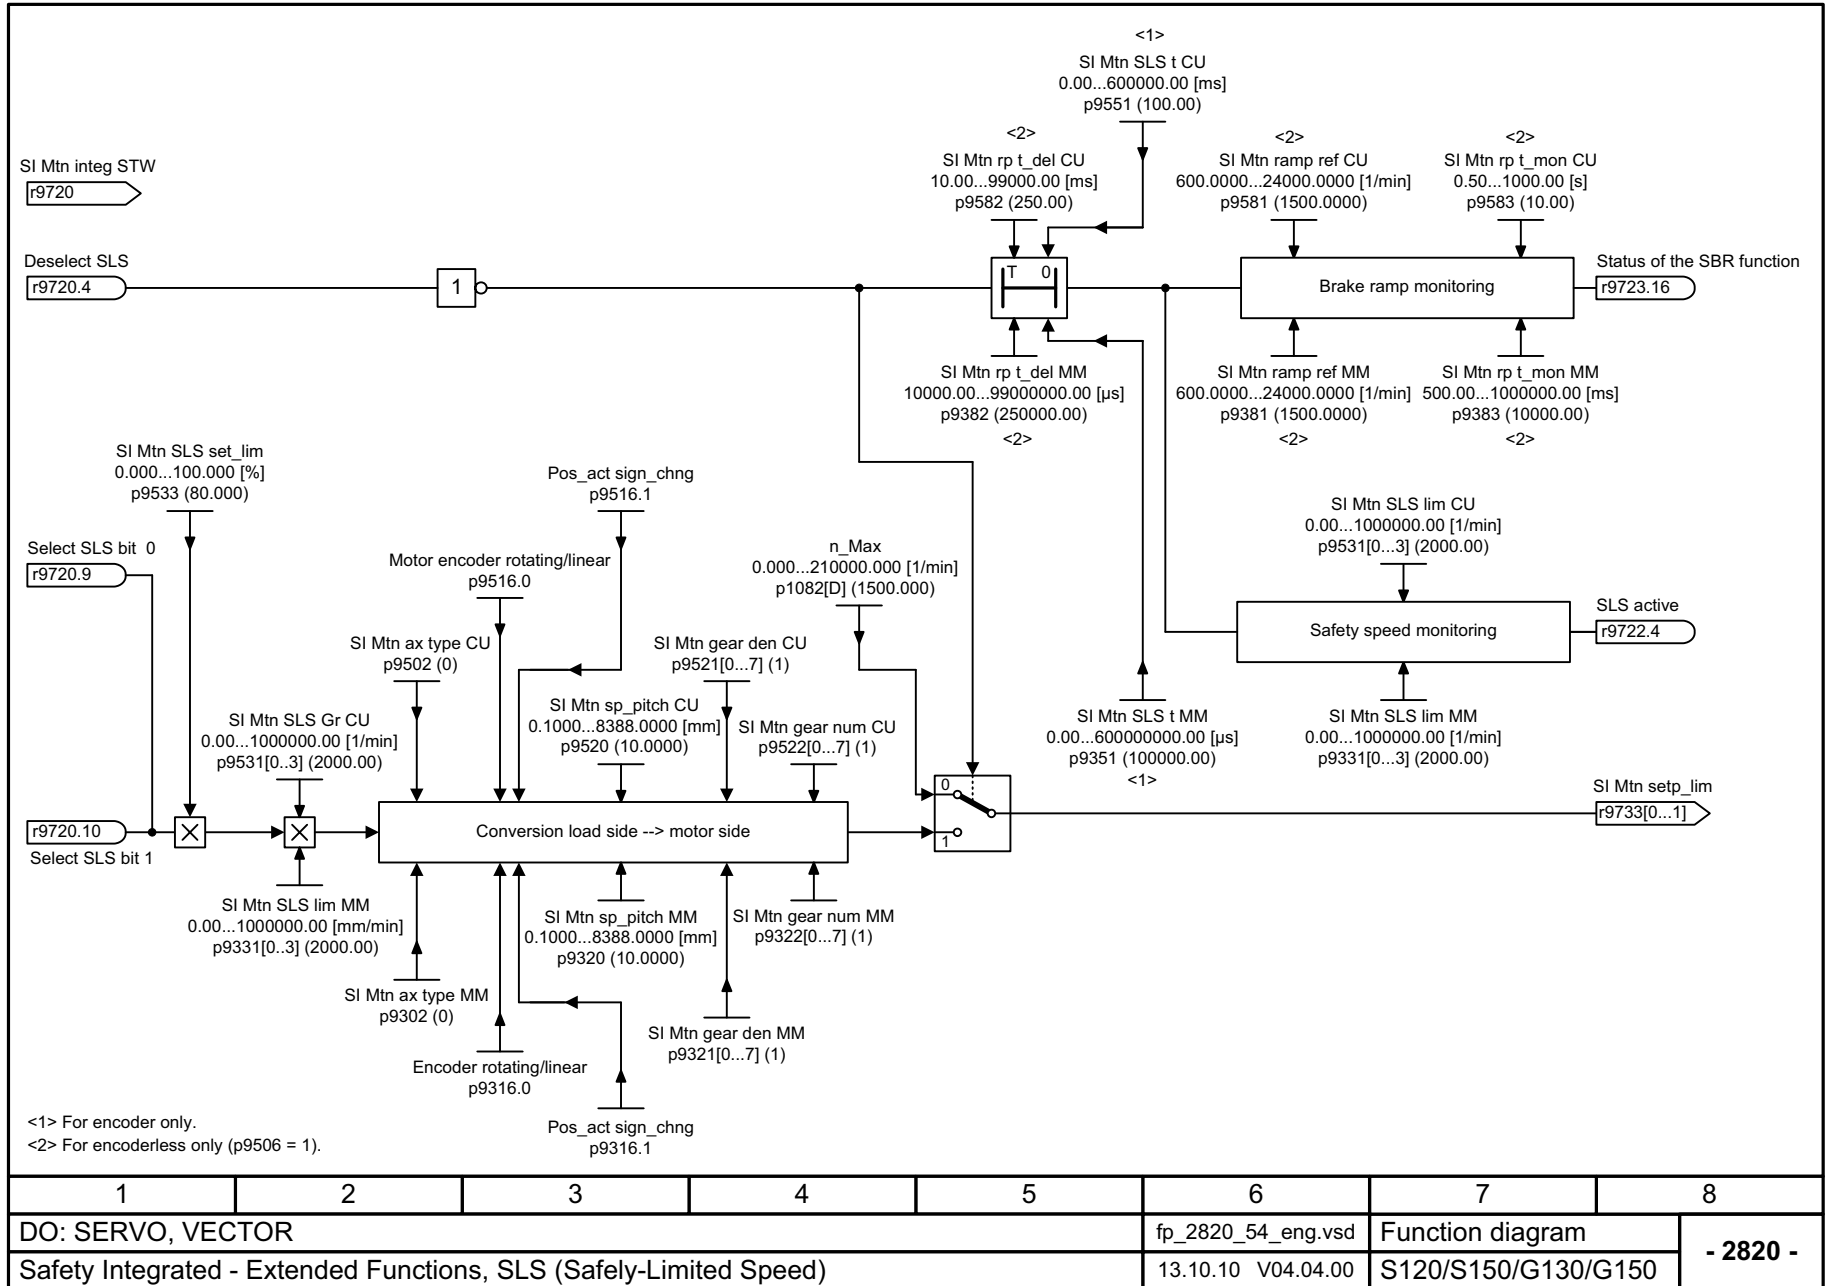 <1>
SI Mtn SLS t CU
0.00...600000.00 [ms]
p9551 (100.00)
<2>
SI Mtn rp t_del CU
10.00...99000.00 [ms]
p9582 (250.00)
<2>
SI Mtn ramp ref CU
600.0000...24000.0000 [1/min]
p9581 (1500.0000)
<2>
SI Mtn rp t_mon CU
0.50...1000.00 [s]
p9583 (10.00)
SI Mtn integ STW
r9720
Deselect SLS
r9720.4
1
T 0
Brake ramp monitoring
Status of the SBR function
r9723.16
SI Mtn rp t_del MM
10000.00...99000000.00 [µs]
p9382 (250000.00)
<2>
SI Mtn ramp ref MM
600.0000...24000.0000 [1/min]
p9381 (1500.0000)
<2>
SI Mtn rp t_mon MM
500.00...1000000.00 [ms]
p9383 (10000.00)
<2>
SI Mtn SLS set_lim
0.000...100.000 [%]
p9533 (80.000)
Pos_act sign_chng
p9516.1
SI Mtn SLS lim CU
0.00...1000000.00 [1/min]
p9531[0...3] (2000.00)
Select SLS bit 0
r9720.9
Motor encoder rotating/linear
p9516.0
n_Max
0.000...210000.000 [1/min]
p1082[D] (1500.000)
Safety speed monitoring
SLS active
r9722.4
SI Mtn ax type CU
p9502 (0)
SI Mtn gear den CU
p9521[0...7] (1)
SI Mtn SLS Gr CU
0.00...1000000.00 [1/min]
p9531[0..3] (2000.00)
SI Mtn sp_pitch CU
0.1000...8388.0000 [mm]
p9520 (10.0000)
SI Mtn gear num CU
p9522[0...7] (1)
SI Mtn SLS t MM
0.00...600000000.00 [µs]
p9351 (100000.00)
<1>
SI Mtn SLS lim MM
0.00...1000000.00 [1/min]
p9331[0..3] (2000.00)
0
1
SI Mtn setp_lim
r9733[0...1]
r9720.10
Select SLS bit 1
Conversion load side --> motor side
SI Mtn SLS lim MM
0.00...1000000.00 [mm/min]
p9331[0..3] (2000.00)
SI Mtn sp_pitch MM
0.1000...8388.0000 [mm]
p9320 (10.0000)
SI Mtn gear num MM
p9322[0...7] (1)
SI Mtn ax type MM
p9302 (0)
SI Mtn gear den MM
p9321[0...7] (1)
Encoder rotating/linear
p9316.0
Pos_act sign_chng
p9316.1
<1> For encoder only.
<2> For encoderless only (p9506 = 1).
1 2 3 4 5 6 7 8
DO: SERVO, VECTOR
fp_2820_54_eng.vsd
Function diagram
- 2820 -
Safety Integrated - Extended Functions, SLS (Safely-Limited Speed)
13.10.10 V04.04.00
S120/S150/G130/G150